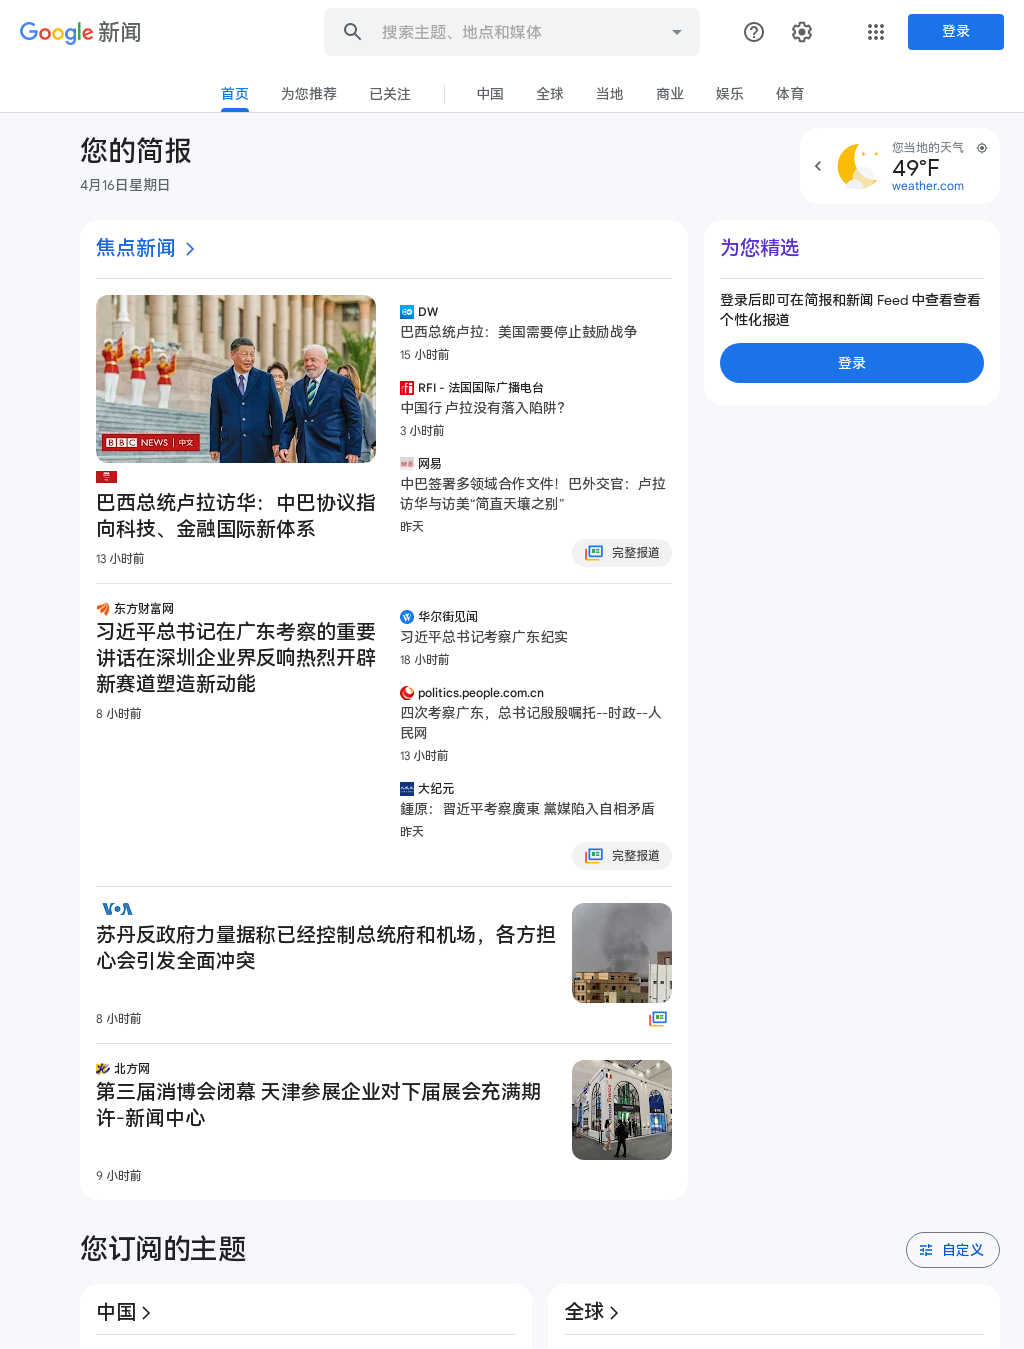 Google 新闻
搜索主题、地点和媒体
登录
首页
为您推荐
已关注
中国
全球
当地
商业
娱乐
体育
您的简报
4月16日星期日
您当地的天气
49°F
weather.com
焦点新闻
BBC NEWS 中文
巴西总统卢拉访华：中巴协议指
向科技、金融国际新体系
13 小时前
DW
巴西总统卢拉：美国需要停止鼓励战争
15 小时前
RFI - 法国国际广播电台
中国行 卢拉没有落入陷阱？
3 小时前
网易
中巴签署多领域合作文件！巴外交官：卢拉
访华与访美“简直天壤之别”
昨天
完整报道
东方财富网
习近平总书记在广东考察的重要
讲话在深圳企业界反响热烈开辟
新赛道塑造新动能
8 小时前
华尔街见闻
习近平总书记考察广东纪实
18 小时前
politics.people.com.cn
四次考察广东，总书记殷殷嘱托--时政--人
民网
13 小时前
大纪元
鍾原：習近平考察廣東 黨媒陷入自相矛盾
昨天
完整报道
VOA
苏丹反政府力量据称已经控制总统府和机场，各方担
心会引发全面冲突
8 小时前
北方网
第三届消博会闭幕 天津参展企业对下届展会充满期
许-新闻中心
9 小时前
为您精选
登录后即可在简报和新闻 Feed 中查看查看
个性化报道
登录
您订阅的主题
自定义
中国
全球